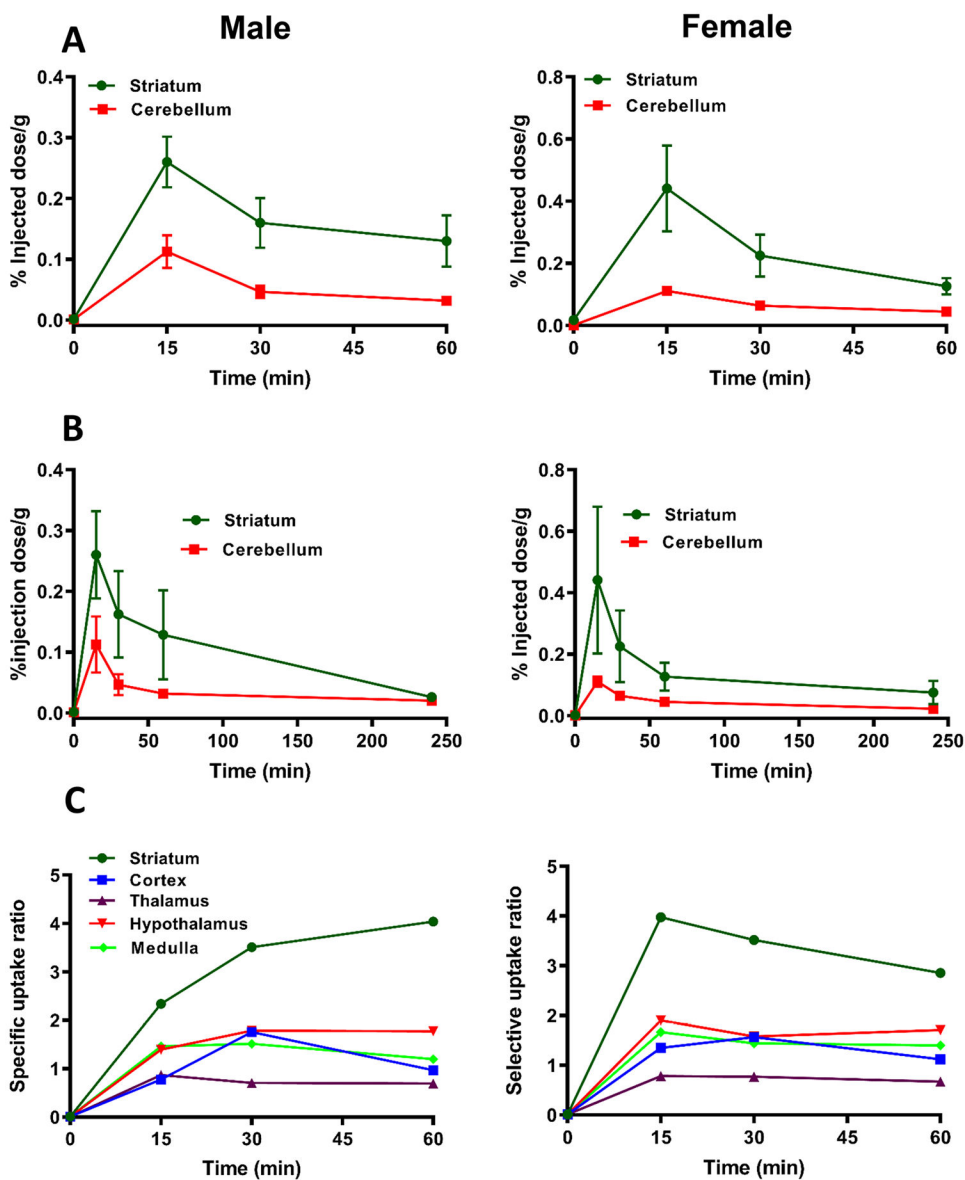 Male
Female
A
Striatum
Cerebellum
% Injected dose/g
0.4
0.3
0.2
0.1
0.0
0
15
30
45
60
Time (min)
Striatum
Cerebellum
% Injected dose/g
0.8
0.6
0.4
0.2
0.0
0
15
30
45
60
Time (min)
B
Striatum
Cerebellum
%injection dose/g
0.4
0.3
0.2
0.1
0.0
0
50
100
150
200
250
Time (min)
Striatum
Cerebellum
% Injected dose/g
0.8
0.6
0.4
0.2
0.0
0
50
100
150
200
250
Time (min)
C
Striatum
Cortex
Thalamus
Hypothalamus
Medulla
Specific uptake ratio
5
4
3
2
1
0
0
15
30
45
60
Time (min)
Selective uptake ratio
5
4
3
2
1
0
0
15
30
45
60
Time (min)